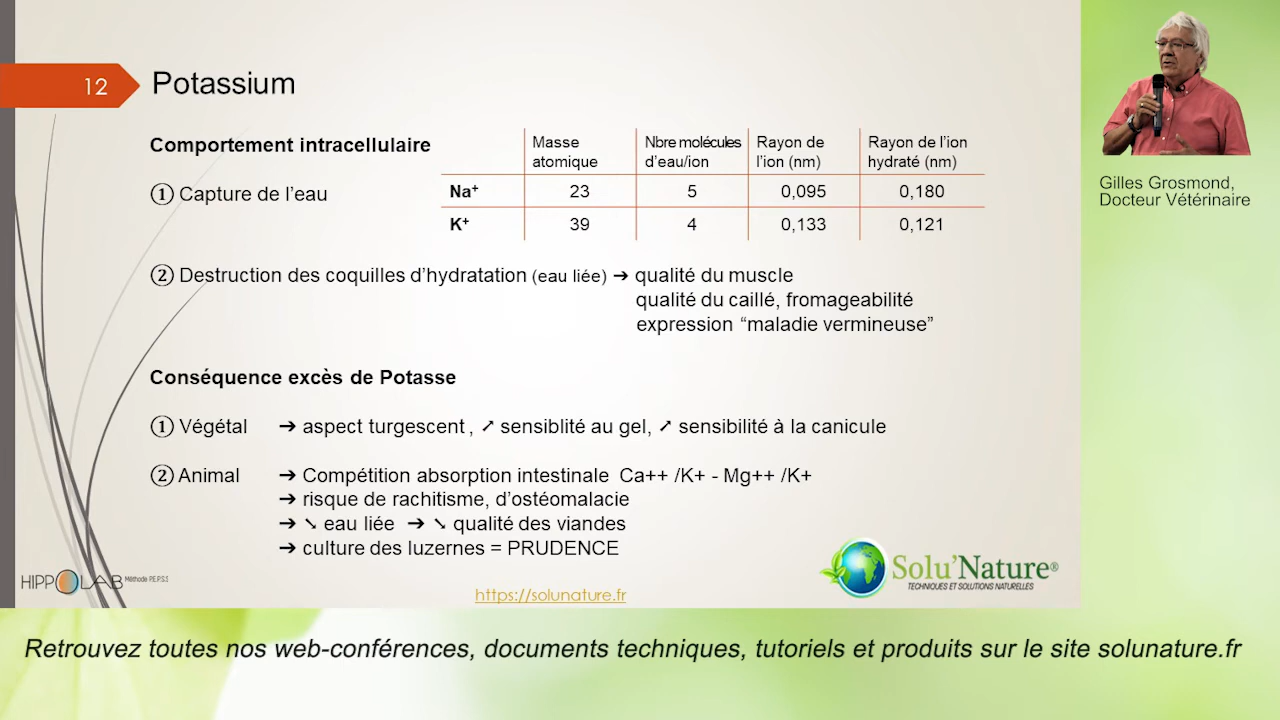 12
Potassium
Comportement intracellulaire
Masse atomique
Nbre molécules d'eau/ion
Rayon de l'ion (nm)
Rayon de l'ion hydraté (nm)
Na⁺ 23 5 0,095 0,180
K⁺ 39 4 0,133 0,121
① Capture de l'eau
② Destruction des coquilles d'hydratation (eau liée) ➔ qualité du muscle
qualité du caillé, fromageabilité
expression “maladie vermineuse”
Conséquence excès de Potasse
① Végétal ➔ aspect turgescent , ➚ sensiblité au gel, ➚ sensibilité à la canicule
② Animal ➔ Compétition absorption intestinale Ca++ /K+ - Mg++ /K+
➔ risque de rachitisme, d'ostéomalacie
➔ ➘ eau liée ➔ ➘ qualité des viandes
➔ culture des luzernes = PRUDENCE
HIPPOLAB Méthode P.E.P.S.S
https://solunature.fr
Solu'Nature®
TECHNIQUES ET SOLUTIONS NATURELLES
Gilles Grosmond,
Docteur Vétérinaire
Retrouvez toutes nos web-conférences, documents techniques, tutoriels et produits sur le site solunature.fr